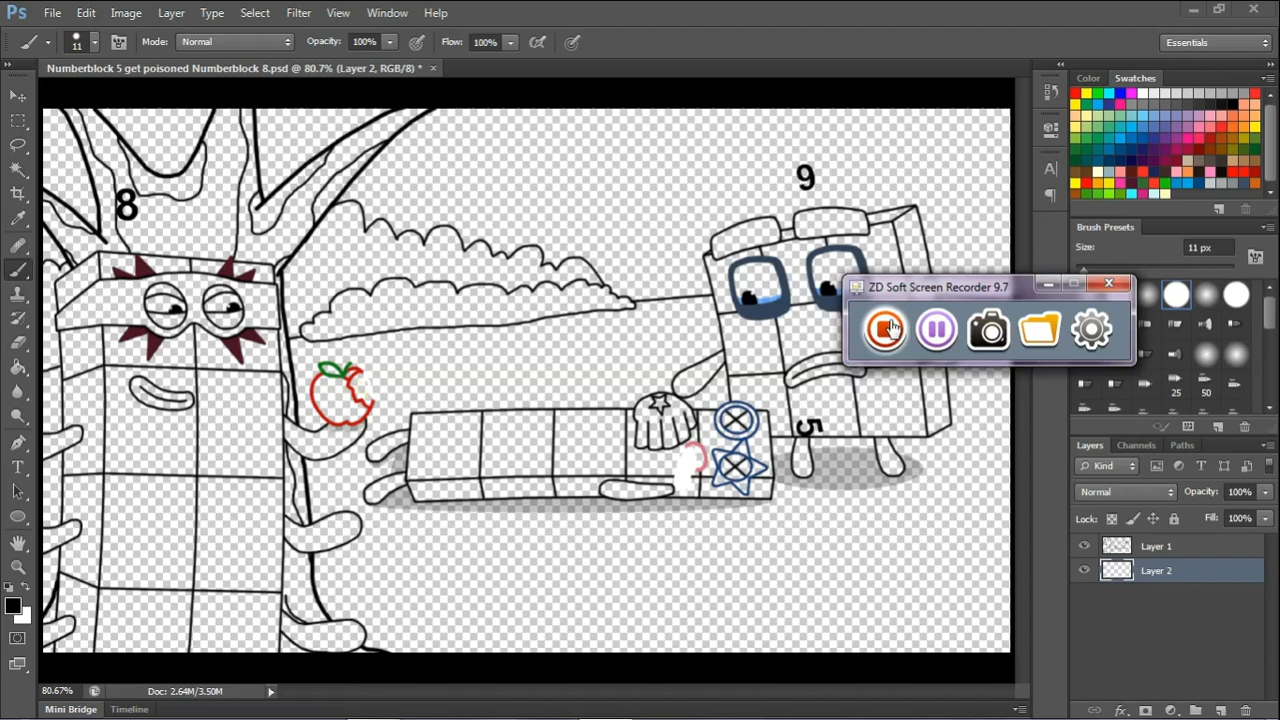 Ps File Edit Image Layer Type Select Filter View Window Help
11 Mode: Normal Opacity: 100% Flow: 100% Essentials
Numberblock 5 get poisoned Numberblock 8.psd @ 80.7% (Layer 2, RGB/8) * ×
Color Swatches
8
9
5
Brush Presets
Size: 11 px
ZD Soft Screen Recorder 9.7
25 50
Layers Channels Paths
Kind
Normal Opacity: 100%
Lock: Fill: 100%
Layer 1
Layer 2
80.67% Doc: 2.64M/3.50M
Mini Bridge Timeline